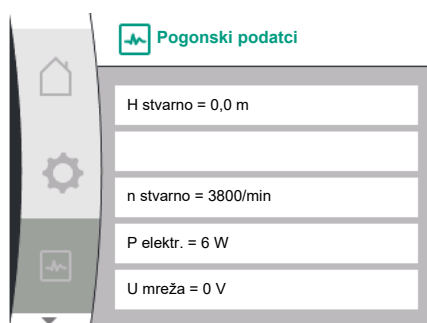 Pogonski podatci
H stvarno = 0,0 m
n stvarno = 3800/min
P elektr. = 6 W
U mreža = 0 V